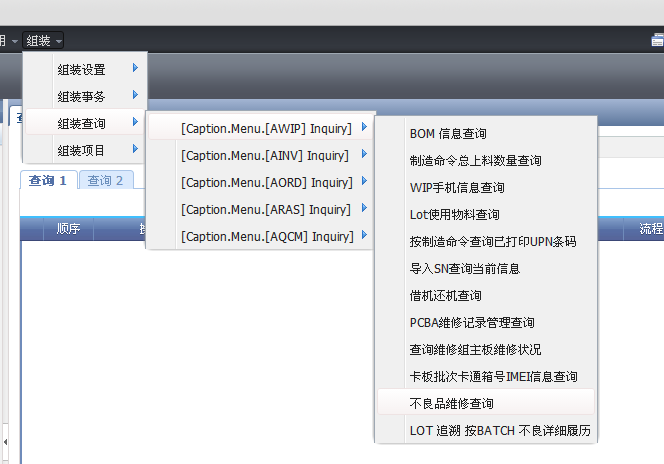 用
组装
组装设置
组装事务
组装查询
组装项目
[Caption.Menu.[AWIP] Inquiry]
[Caption.Menu.[AINV] Inquiry]
[Caption.Menu.[AORD] Inquiry]
[Caption.Menu.[ARAS] Inquiry]
[Caption.Menu.[AQCM] Inquiry]
BOM 信息查询
制造命令总上料数量查询
WIP手机信息查询
Lot使用物料查询
按制造命令查询已打印UPN条码
导入SN查询当前信息
借机还机查询
PCBA维修记录管理查询
查询维修组主板维修状况
卡板批次卡通箱号IMEI信息查询
不良品维修查询
LOT 追溯 按BATCH 不良详细履历
查询 1
查询 2
顺序
流程